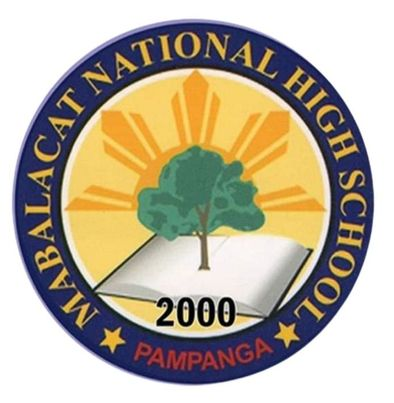 MABALACAT NATIONAL HIGH SCHOOL
2000
PAMPANGA